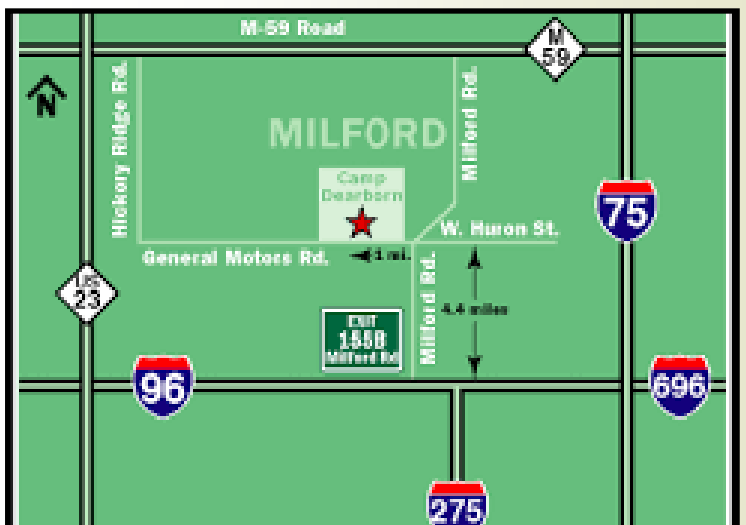 M-59 Road
M
59
N
Hickory Ridge Rd.
Milford Rd.
MILFORD
Camp
Dearborn
75
W. Huron St.
General Motors Rd.
1 mi.
US
23
Milford Rd.
4.4 miles
EXIT
155B
Milford Rd
96
696
275